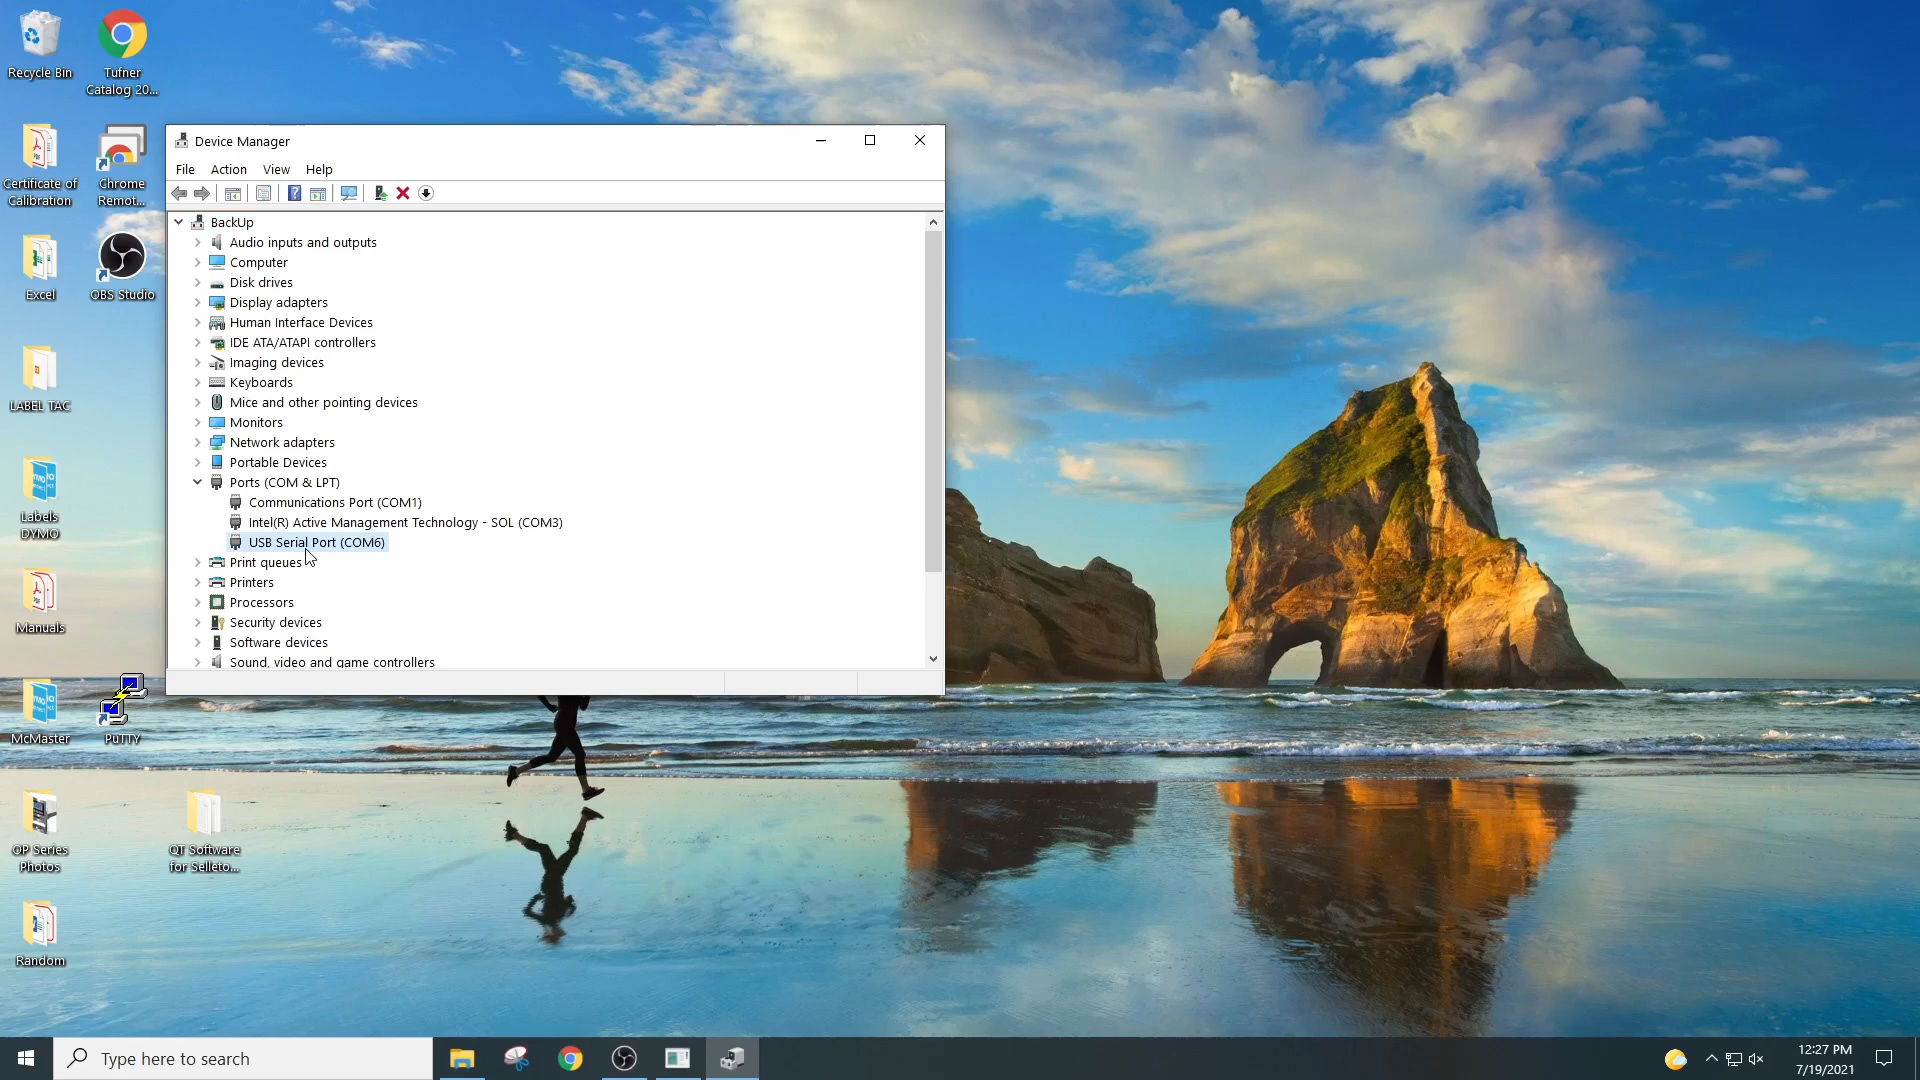 Recycle Bin
Tufner
Catalog 20...
Certificate of
Calibration
Chrome
Remot...
Excel
OBS Studio
LABEL TAC
Labels
DYMO
Manuals
McMaster
PuTTY
OP Series
Photos
QT Software
forSelleto...
Random
Device Manager
File Action View Help
BackUp
Audio inputs and outputs
Computer
Disk drives
Display adapters
Human Interface Devices
IDE ATA/ATAPI controllers
Imaging devices
Keyboards
Mice and other pointing devices
Monitors
Network adapters
Portable Devices
Ports (COM & LPT)
Communications Port (COM1)
Intel(R) Active Management Technology - SOL (COM3)
USB Serial Port (COM6)
Print queues
Printers
Processors
Security devices
Software devices
Sound, video and game controllers
Type here to search
12:27 PM
7/19/2021